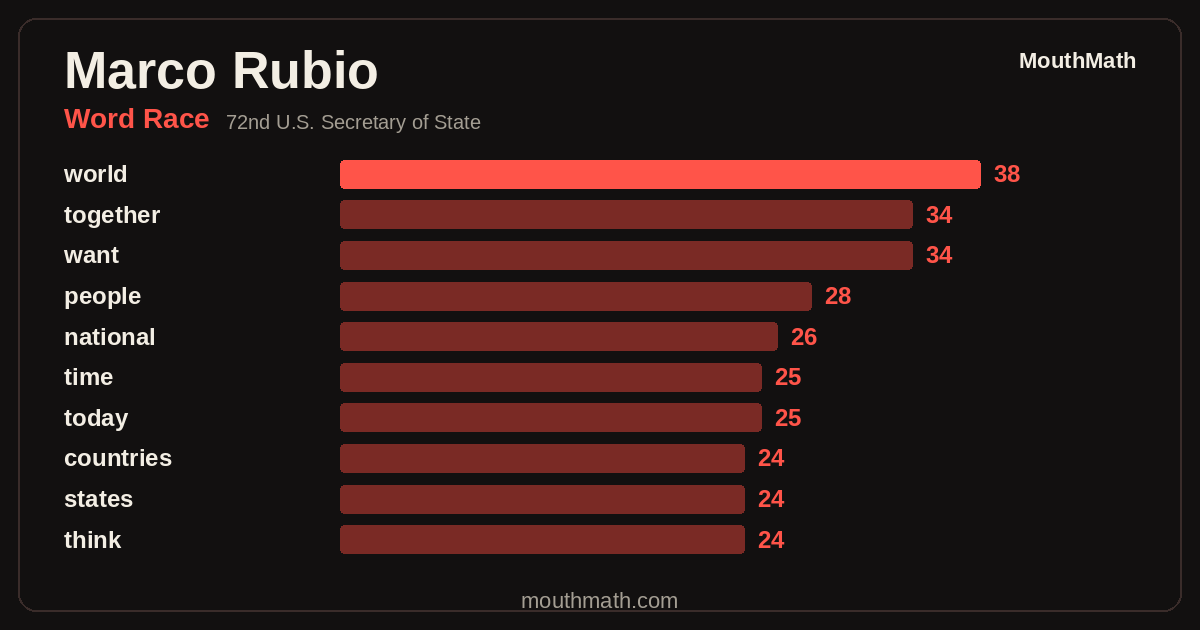 Marco Rubio
MouthMath
Word Race 72nd U.S. Secretary of State
world 38
together 34
want 34
people 28
national 26
time 25
today 25
countries 24
states 24
think 24
mouthmath.com